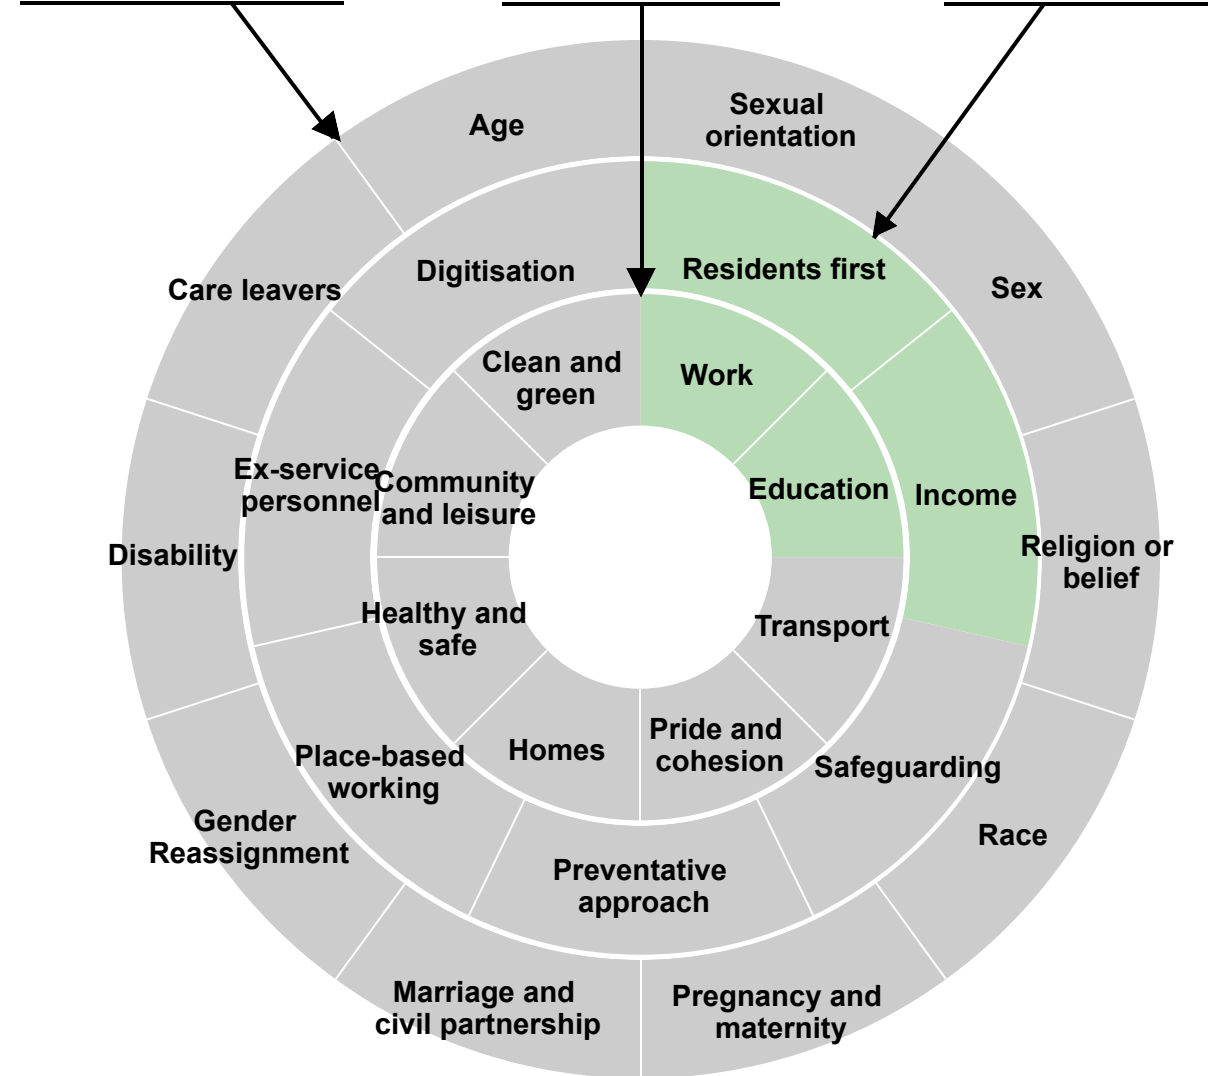 Age
Sexual
orientation
Sex
Religion or
belief
Race
Pregnancy and
maternity
Marriage and
civil partnership
Gender
Reassignment
Disability
Care leavers
Digitisation
Residents first
Income
Safeguarding
Preventative
approach
Place-based
working
Ex-service
personnel
Clean and
green
Work
Education
Transport
Pride and
cohesion
Homes
Healthy and
safe
Community
and leisure